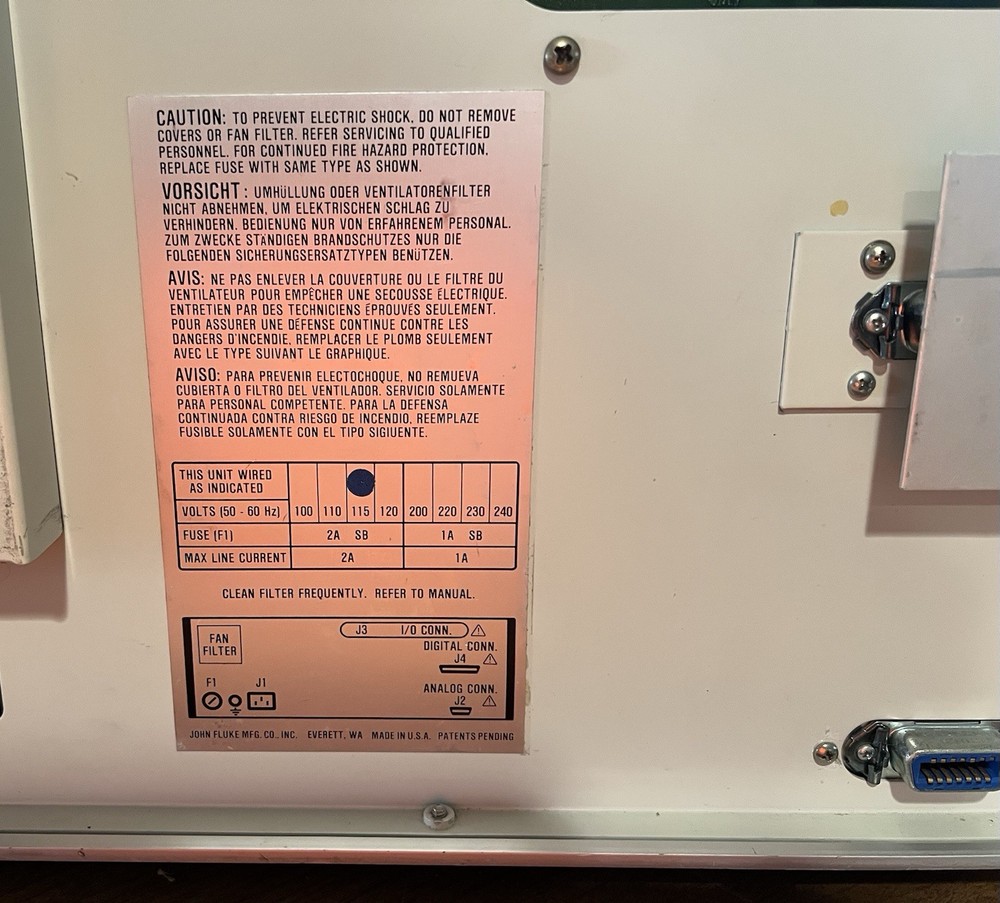 CAUTION: TO PREVENT ELECTRIC SHOCK, DO NOT REMOVE
COVERS OR FAN FILTER. REFER SERVICING TO QUALIFIED
PERSONNEL. FOR CONTINUED FIRE HAZARD PROTECTION,
REPLACE FUSE WITH SAME TYPE AS SHOWN.
VORSICHT: UMHÜLLUNG ODER VENTILATORENFILTER
NICHT ABNEHMEN, UM ELEKTRISCHEN SCHLAG ZU
VERHINDERN. BEDIENUNG NUR VON ERFAHRENEM PERSONAL.
ZUM ZWECKE STÄNDIGEN BRANDSCHUTZES NUR DIE
FOLGENDEN SICHERUNGSERSATZTYPEN BENÜTZEN.
AVIS: NE PAS ENLEVER LA COUVERTURE OU LE FILTRE DU
VENTILATEUR POUR EMPÊCHER UNE SECOUSSE ÉLECTRIQUE.
ENTRETIEN PAR DES TECHNICIENS ÉPROUVÉS SEULEMENT.
POUR ASSURER UNE DÉFENSE CONTINUE CONTRE LES
DANGERS D'INCENDIE, REMPLACER LE PLOMB SEULEMENT
AVEC LE TYPE SUIVANT LE GRAPHIQUE.
AVISO: PARA PREVENIR ELECTOCHOQUE, NO REMUEVA
CUBIERTA O FILTRO DEL VENTILADOR. SERVICIO SOLAMENTE
PARA PERSONAL COMPETENTE. PARA LA DEFENSA
CONTINUADA CONTRA RIESGO DE INCENDIO, REEMPLAZE
FUSIBLE SOLAMENTE CON EL TIPO SIGIUENTE.
THIS UNIT WIRED
AS INDICATED
VOLTS (50 - 60 Hz) 100 110 115 120 200 220 230 240
FUSE (F1) 2A SB 1A SB
MAX LINE CURRENT 2A 1A
CLEAN FILTER FREQUENTLY. REFER TO MANUAL.
J3 I/O CONN.
FAN
FILTER
DIGITAL CONN.
J4
F1 J1
ANALOG CONN.
J2
JOHN FLUKE MFG. CO., INC. EVERETT, WA MADE IN U.S.A. PATENTS PENDING